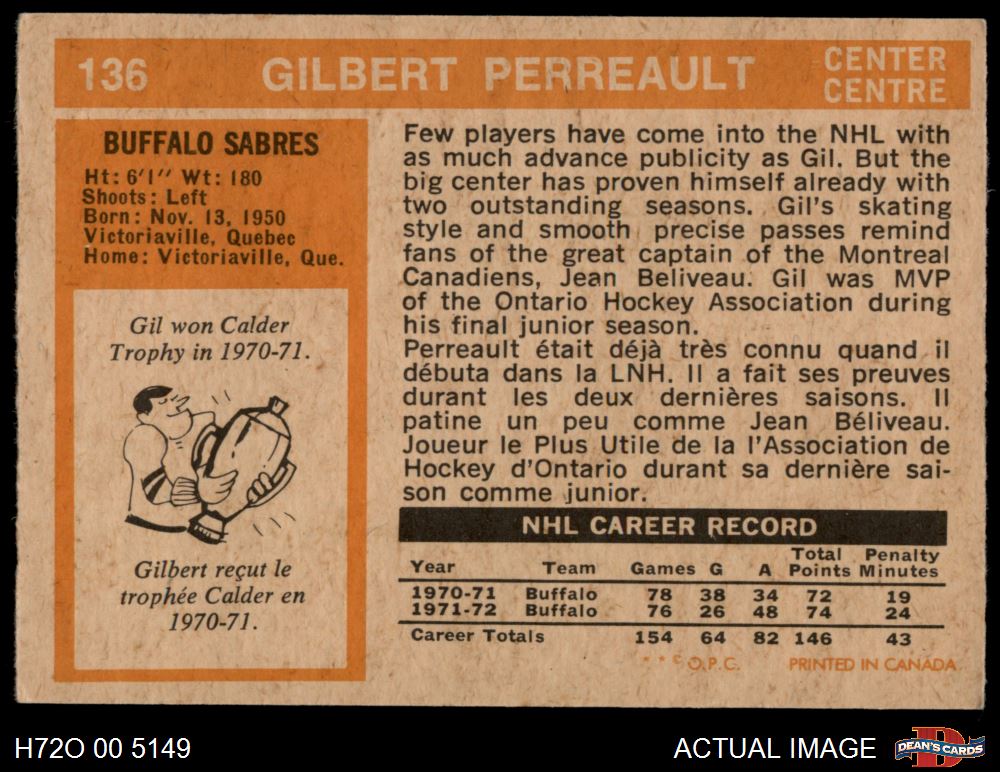 136 GILBERT PERREAULT CENTER
CENTRE
BUFFALO SABRES
Ht: 6'1" Wt: 180
Shoots: Left
Born: Nov. 13, 1950
Victoriaville, Quebec
Home: Victoriaville, Que.
Gil won Calder
Trophy in 1970-71.
Gilbert reçut le
trophée Calder en
1970-71.
Few players have come into the NHL with
as much advance publicity as Gil. But the
big center has proven himself already with
two outstanding seasons. Gil's skating
style and smooth precise passes remind
fans of the great captain of the Montreal
Canadiens, Jean Beliveau. Gil was MVP
of the Ontario Hockey Association during
his final junior season.
Perreault était déjà très connu quand il
débuta dans la LNH. Il a fait ses preuves
durant les deux dernières saisons. Il
patine un peu comme Jean Béliveau.
Joueur le Plus Utile de la l'Association de
Hockey d'Ontario durant sa dernière sai-
son comme junior.
NHL CAREER RECORD
Total Penalty
Year Team Games G A Points Minutes
1970-71 Buffalo 78 38 34 72 19
1971-72 Buffalo 76 26 48 74 24
Career Totals 154 64 82 146 43
* * © O.P.C. PRINTED IN CANADA
H72O 00 5149 ACTUAL IMAGE DEAN'S CARDS